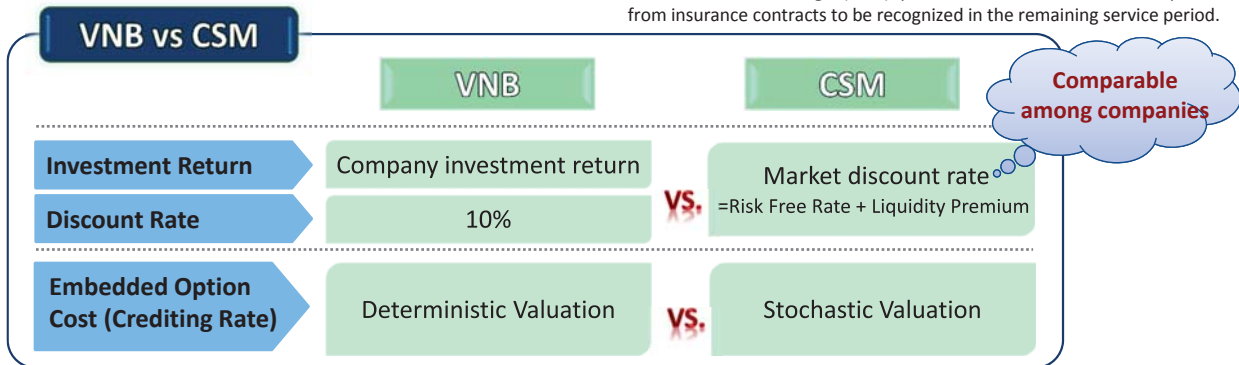 from insurance contracts to be recognized in the remaining service period.
VNB vs CSM
VNB
CSM
Comparable
among companies
Investment Return
Company investment return
Discount Rate
10%
VS.
Market discount rate
=Risk Free Rate + Liquidity Premium
Embedded Option
Cost (Crediting Rate)
Deterministic Valuation
VS.
Stochastic Valuation